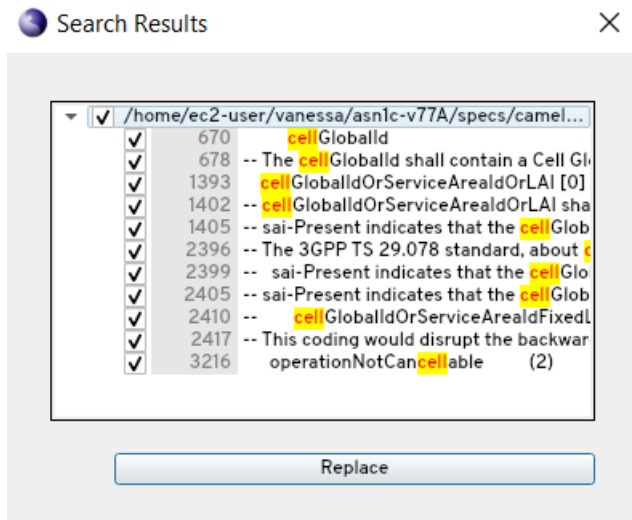 Search Results
/home/ec2-user/vanessa/asn1c-v77A/specs/camel...
670 cellGlobalId
678 -- The cellGlobalId shall contain a Cell Gl
1393 cellGlobalIdOrServiceAreaIdOrLAI [0]
1402 -- cellGlobalIdOrServiceAreaIdOrLAI sha
1405 -- sai-Present indicates that the cellGlob
2396 -- The 3GPP TS 29.078 standard, about c
2399 -- sai-Present indicates that the cellGlo
2405 -- sai-Present indicates that the cellGlob
2410 -- cellGlobalIdOrServiceAreaIdFixedL
2417 -- This coding would disrupt the backwar
3216 operationNotCancellable (2)
Replace